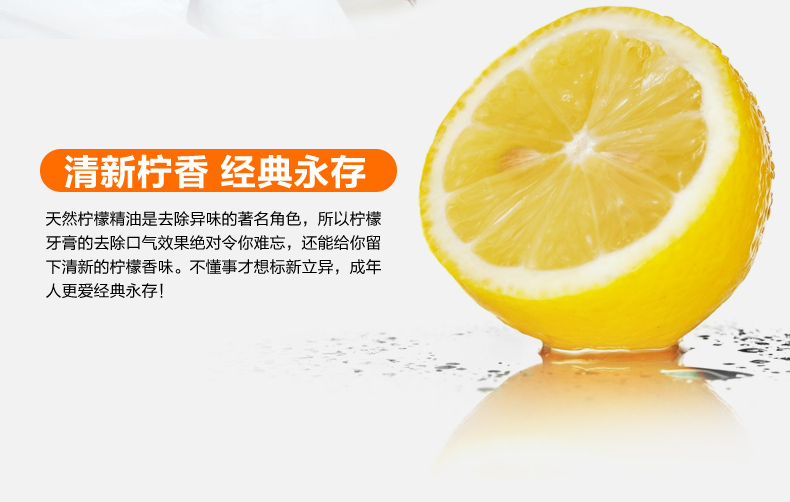 清新柠香 经典永存
天然柠檬精油是去除异味的著名角色，所以柠檬
牙膏的去除口气效果绝对令你难忘，还能给你留
下清新的柠檬香味。不懂事才想标新立异，成年
人更爱经典永存！